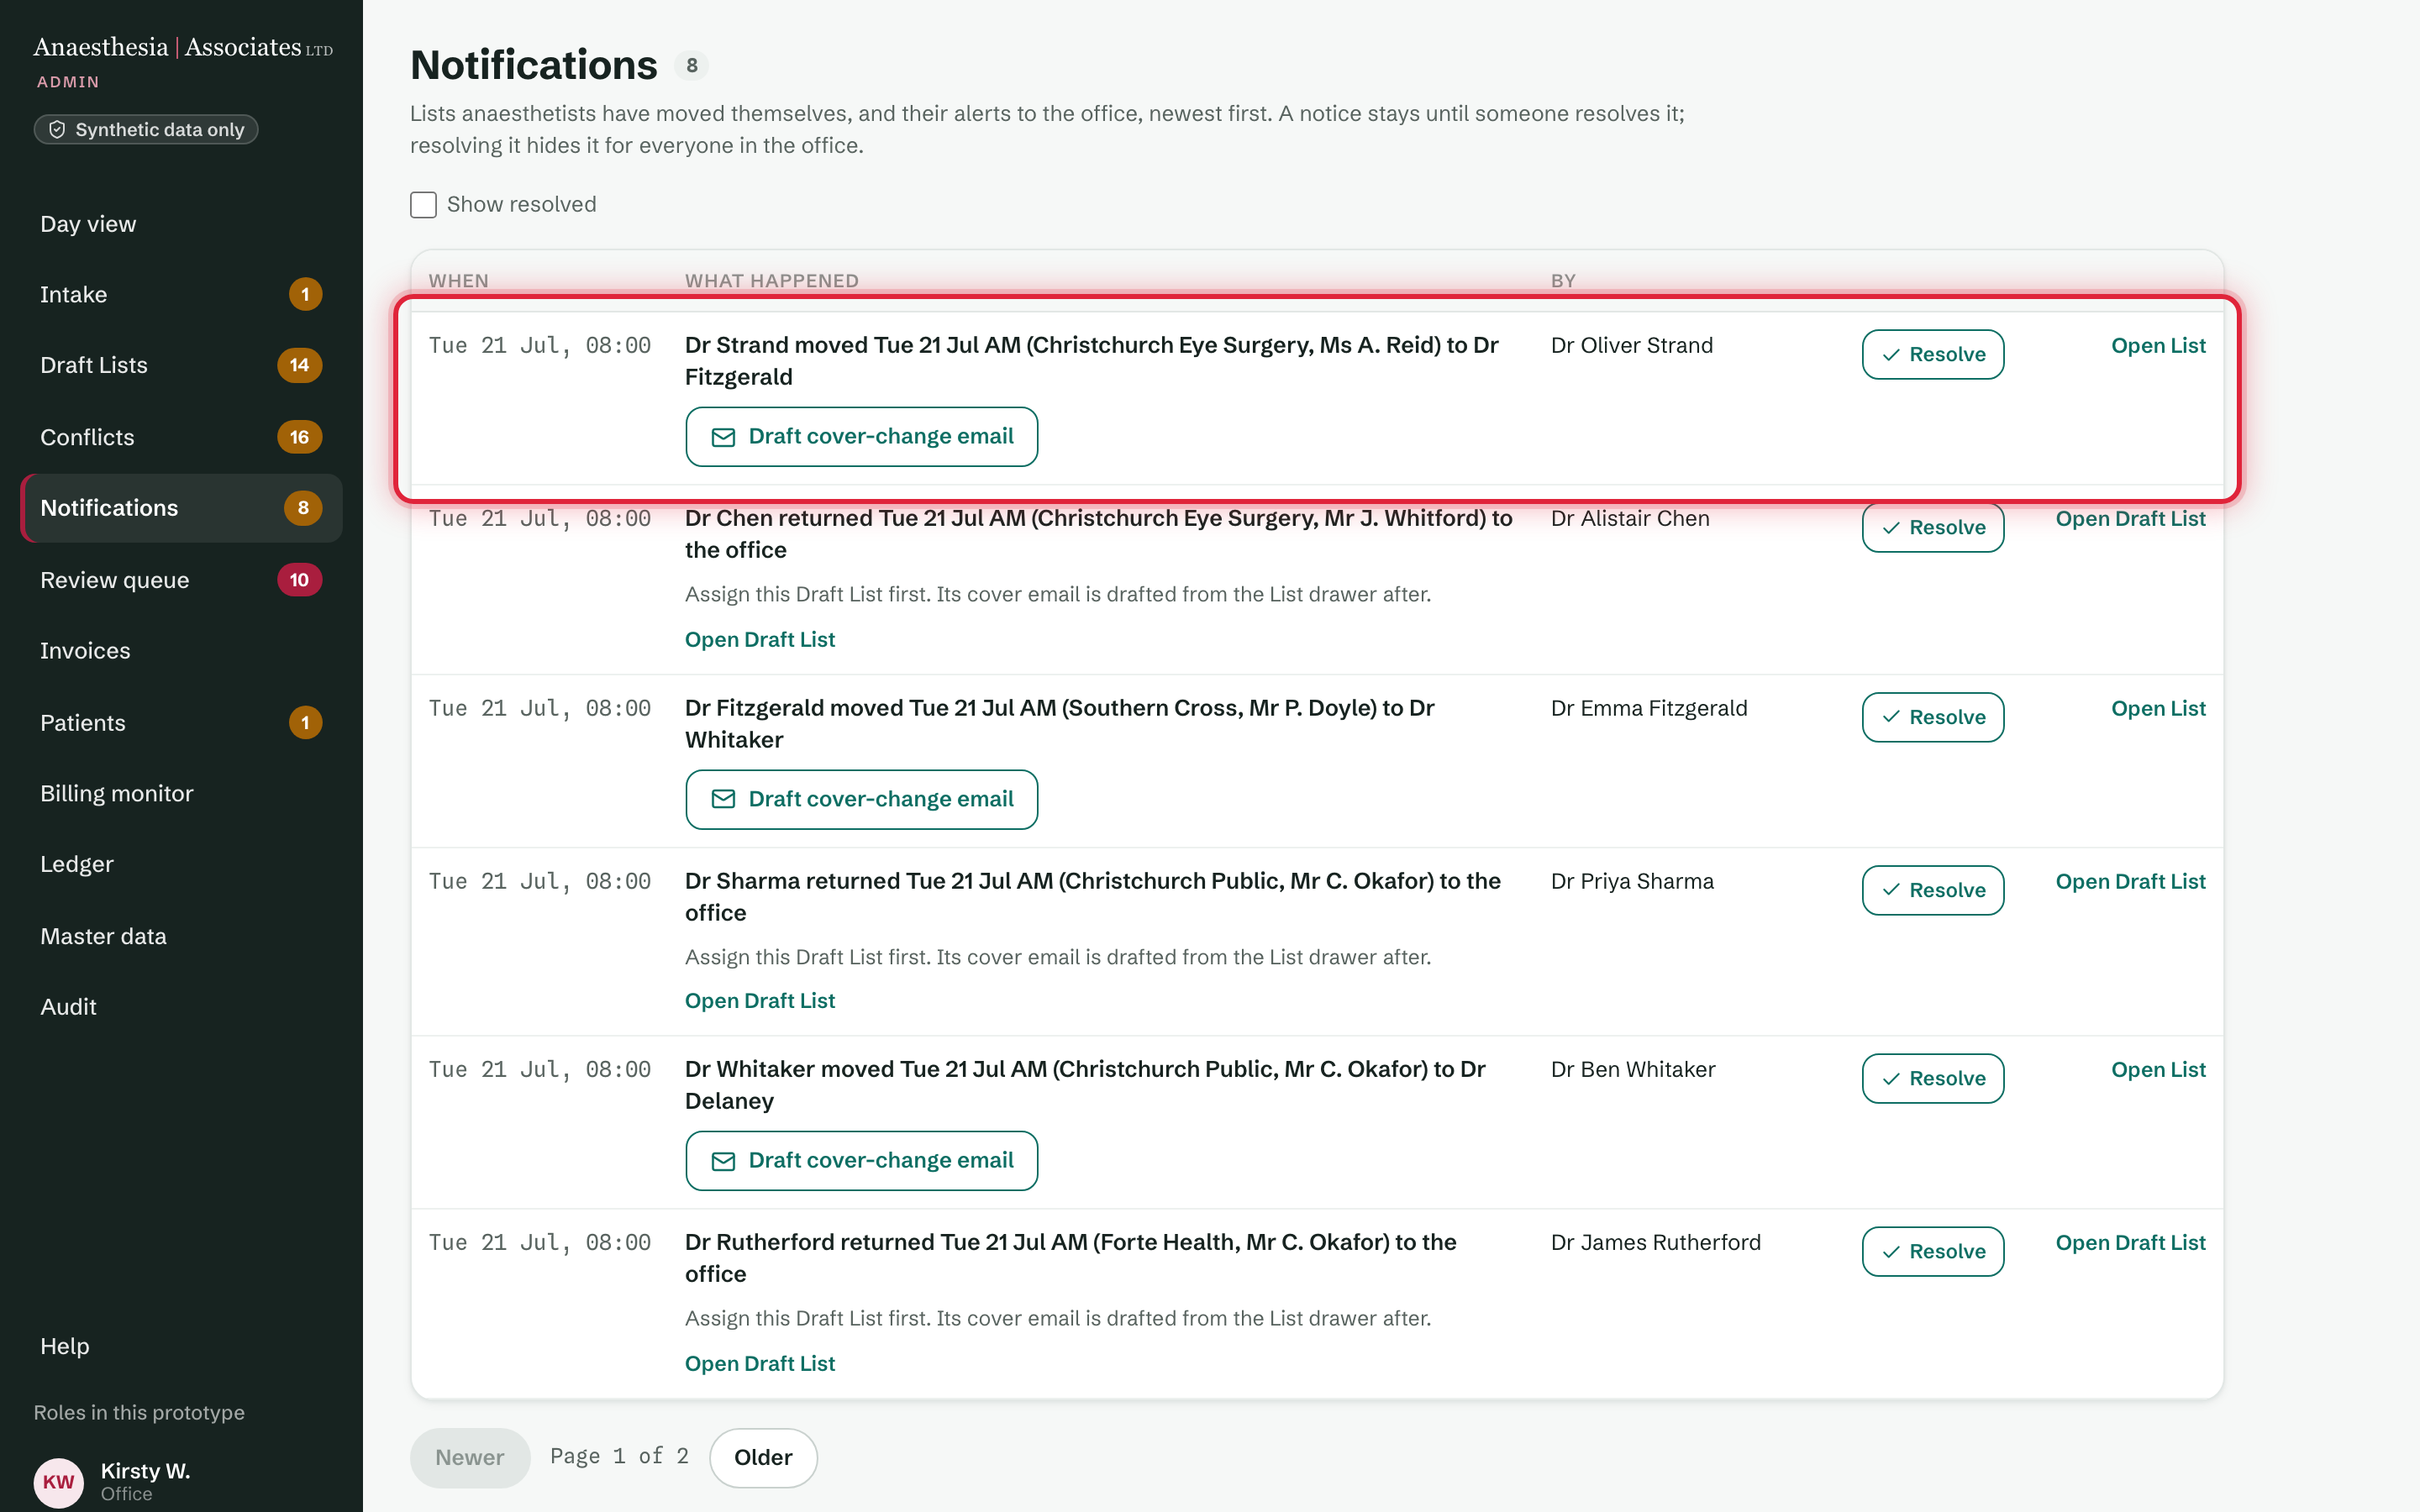 Anaesthesia | Associates LTD
ADMIN
Synthetic data only
Day view
Intake 1
Draft Lists 14
Conflicts 16
Notifications 8
Review queue 10
Invoices
Patients 1
Billing monitor
Ledger
Master data
Audit
Help
Roles in this prototype
KW Kirsty W.
Office
Notifications 8
Lists anaesthetists have moved themselves, and their alerts to the office, newest first. A notice stays until someone resolves it;
resolving it hides it for everyone in the office.
Show resolved
WHEN WHAT HAPPENED BY
Tue 21 Jul, 08:00 Dr Strand moved Tue 21 Jul AM (Christchurch Eye Surgery, Ms A. Reid) to Dr Dr Oliver Strand Resolve Open List
Fitzgerald
Draft cover-change email
Tue 21 Jul, 08:00 Dr Chen returned Tue 21 Jul AM (Christchurch Eye Surgery, Mr J. Whitford) to Dr Alistair Chen Resolve Open Draft List
the office
Assign this Draft List first. Its cover email is drafted from the List drawer after.
Open Draft List
Tue 21 Jul, 08:00 Dr Fitzgerald moved Tue 21 Jul AM (Southern Cross, Mr P. Doyle) to Dr Dr Emma Fitzgerald Resolve Open List
Whitaker
Draft cover-change email
Tue 21 Jul, 08:00 Dr Sharma returned Tue 21 Jul AM (Christchurch Public, Mr C. Okafor) to the Dr Priya Sharma Resolve Open Draft List
office
Assign this Draft List first. Its cover email is drafted from the List drawer after.
Open Draft List
Tue 21 Jul, 08:00 Dr Whitaker moved Tue 21 Jul AM (Christchurch Public, Mr C. Okafor) to Dr Dr Ben Whitaker Resolve Open List
Delaney
Draft cover-change email
Tue 21 Jul, 08:00 Dr Rutherford returned Tue 21 Jul AM (Forte Health, Mr C. Okafor) to the Dr James Rutherford Resolve Open Draft List
office
Assign this Draft List first. Its cover email is drafted from the List drawer after.
Open Draft List
Newer Page 1 of 2 Older